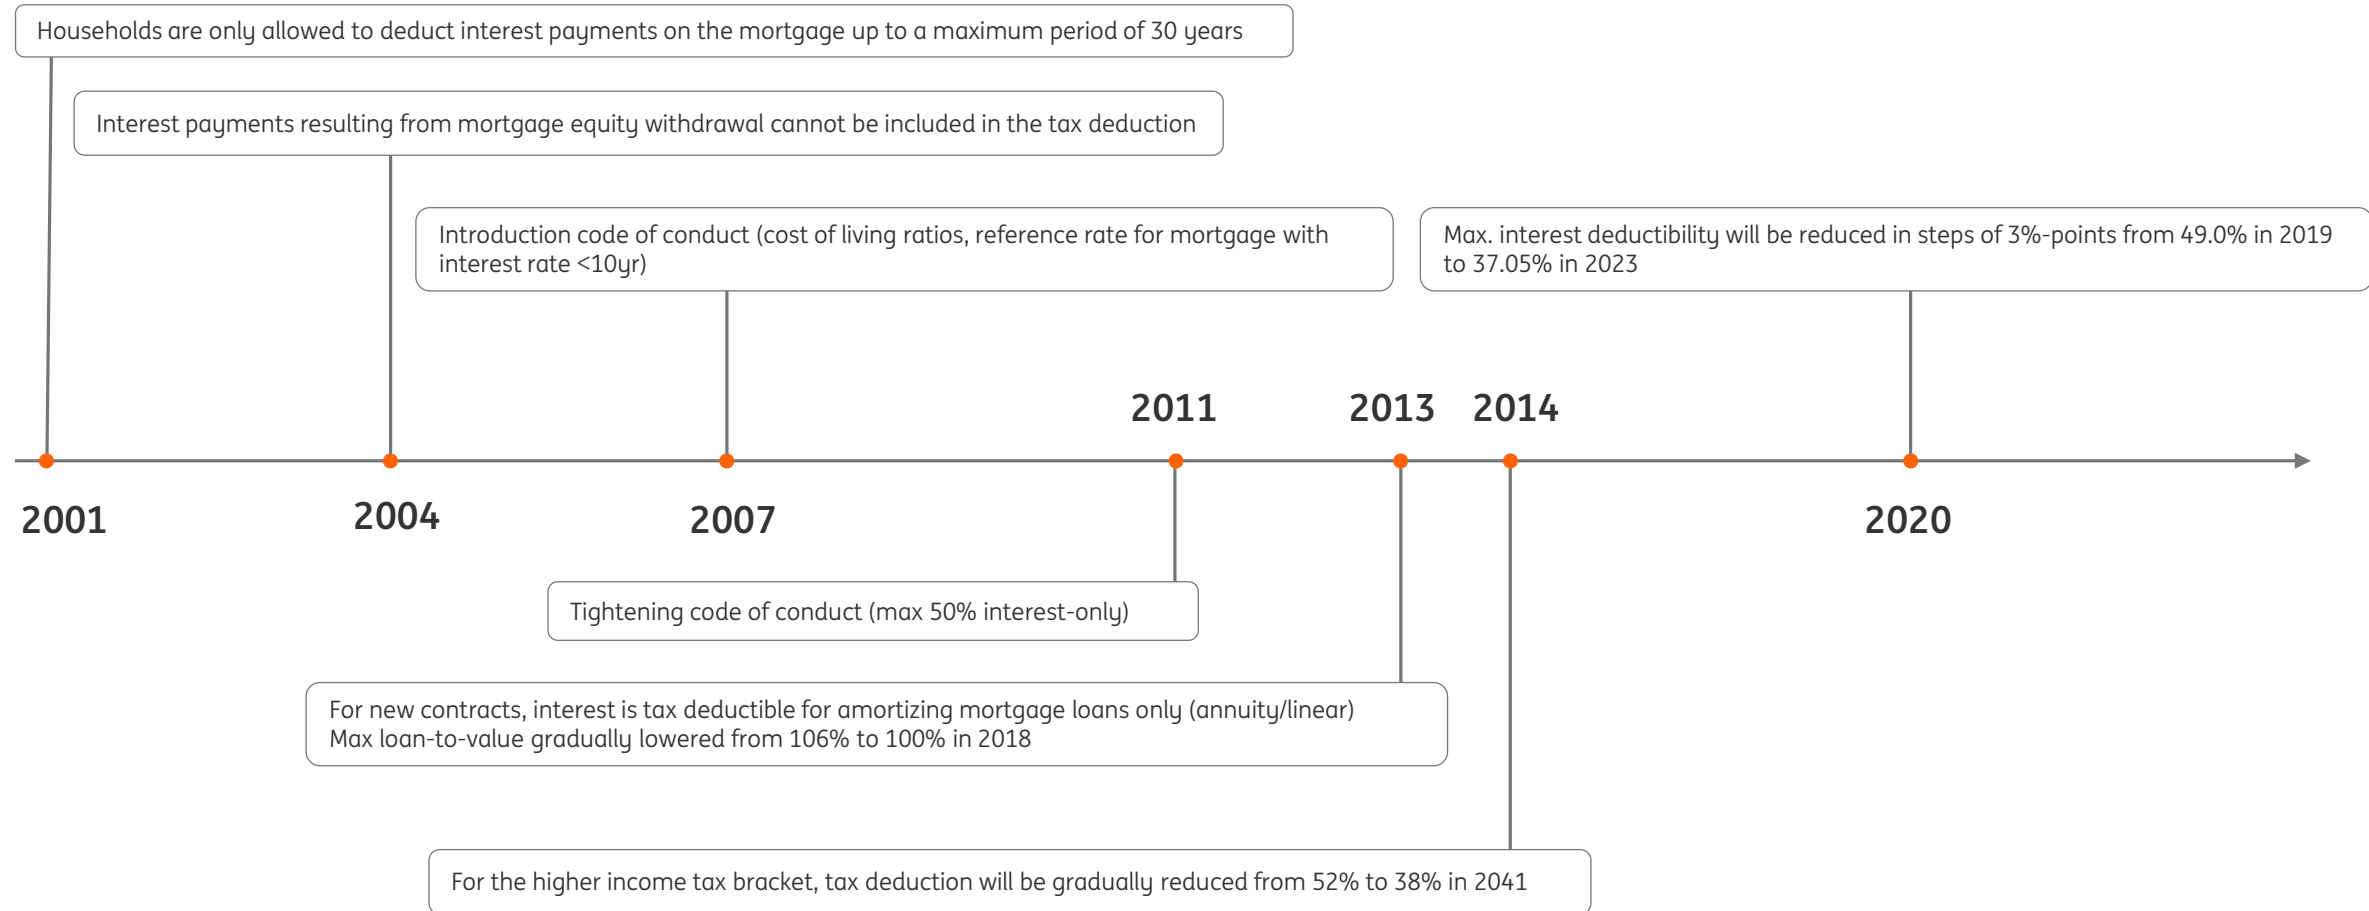 Households are only allowed to deduct interest payments on the mortgage up to a maximum period of 30 years
Interest payments resulting from mortgage equity withdrawal cannot be included in the tax deduction
Introduction code of conduct (cost of living ratios, reference rate for mortgage with
interest rate <10yr)
Max. interest deductibility will be reduced in steps of 3%-points from 49.0% in 2019
to 37.05% in 2023
2011
2013
2014
2001
2004
2007
2020
Tightening code of conduct (max 50% interest-only)
For new contracts, interest is tax deductible for amortizing mortgage loans only (annuity/linear)
Max loan-to-value gradually lowered from 106% to 100% in 2018
For the higher income tax bracket, tax deduction will be gradually reduced from 52% to 38% in 2041